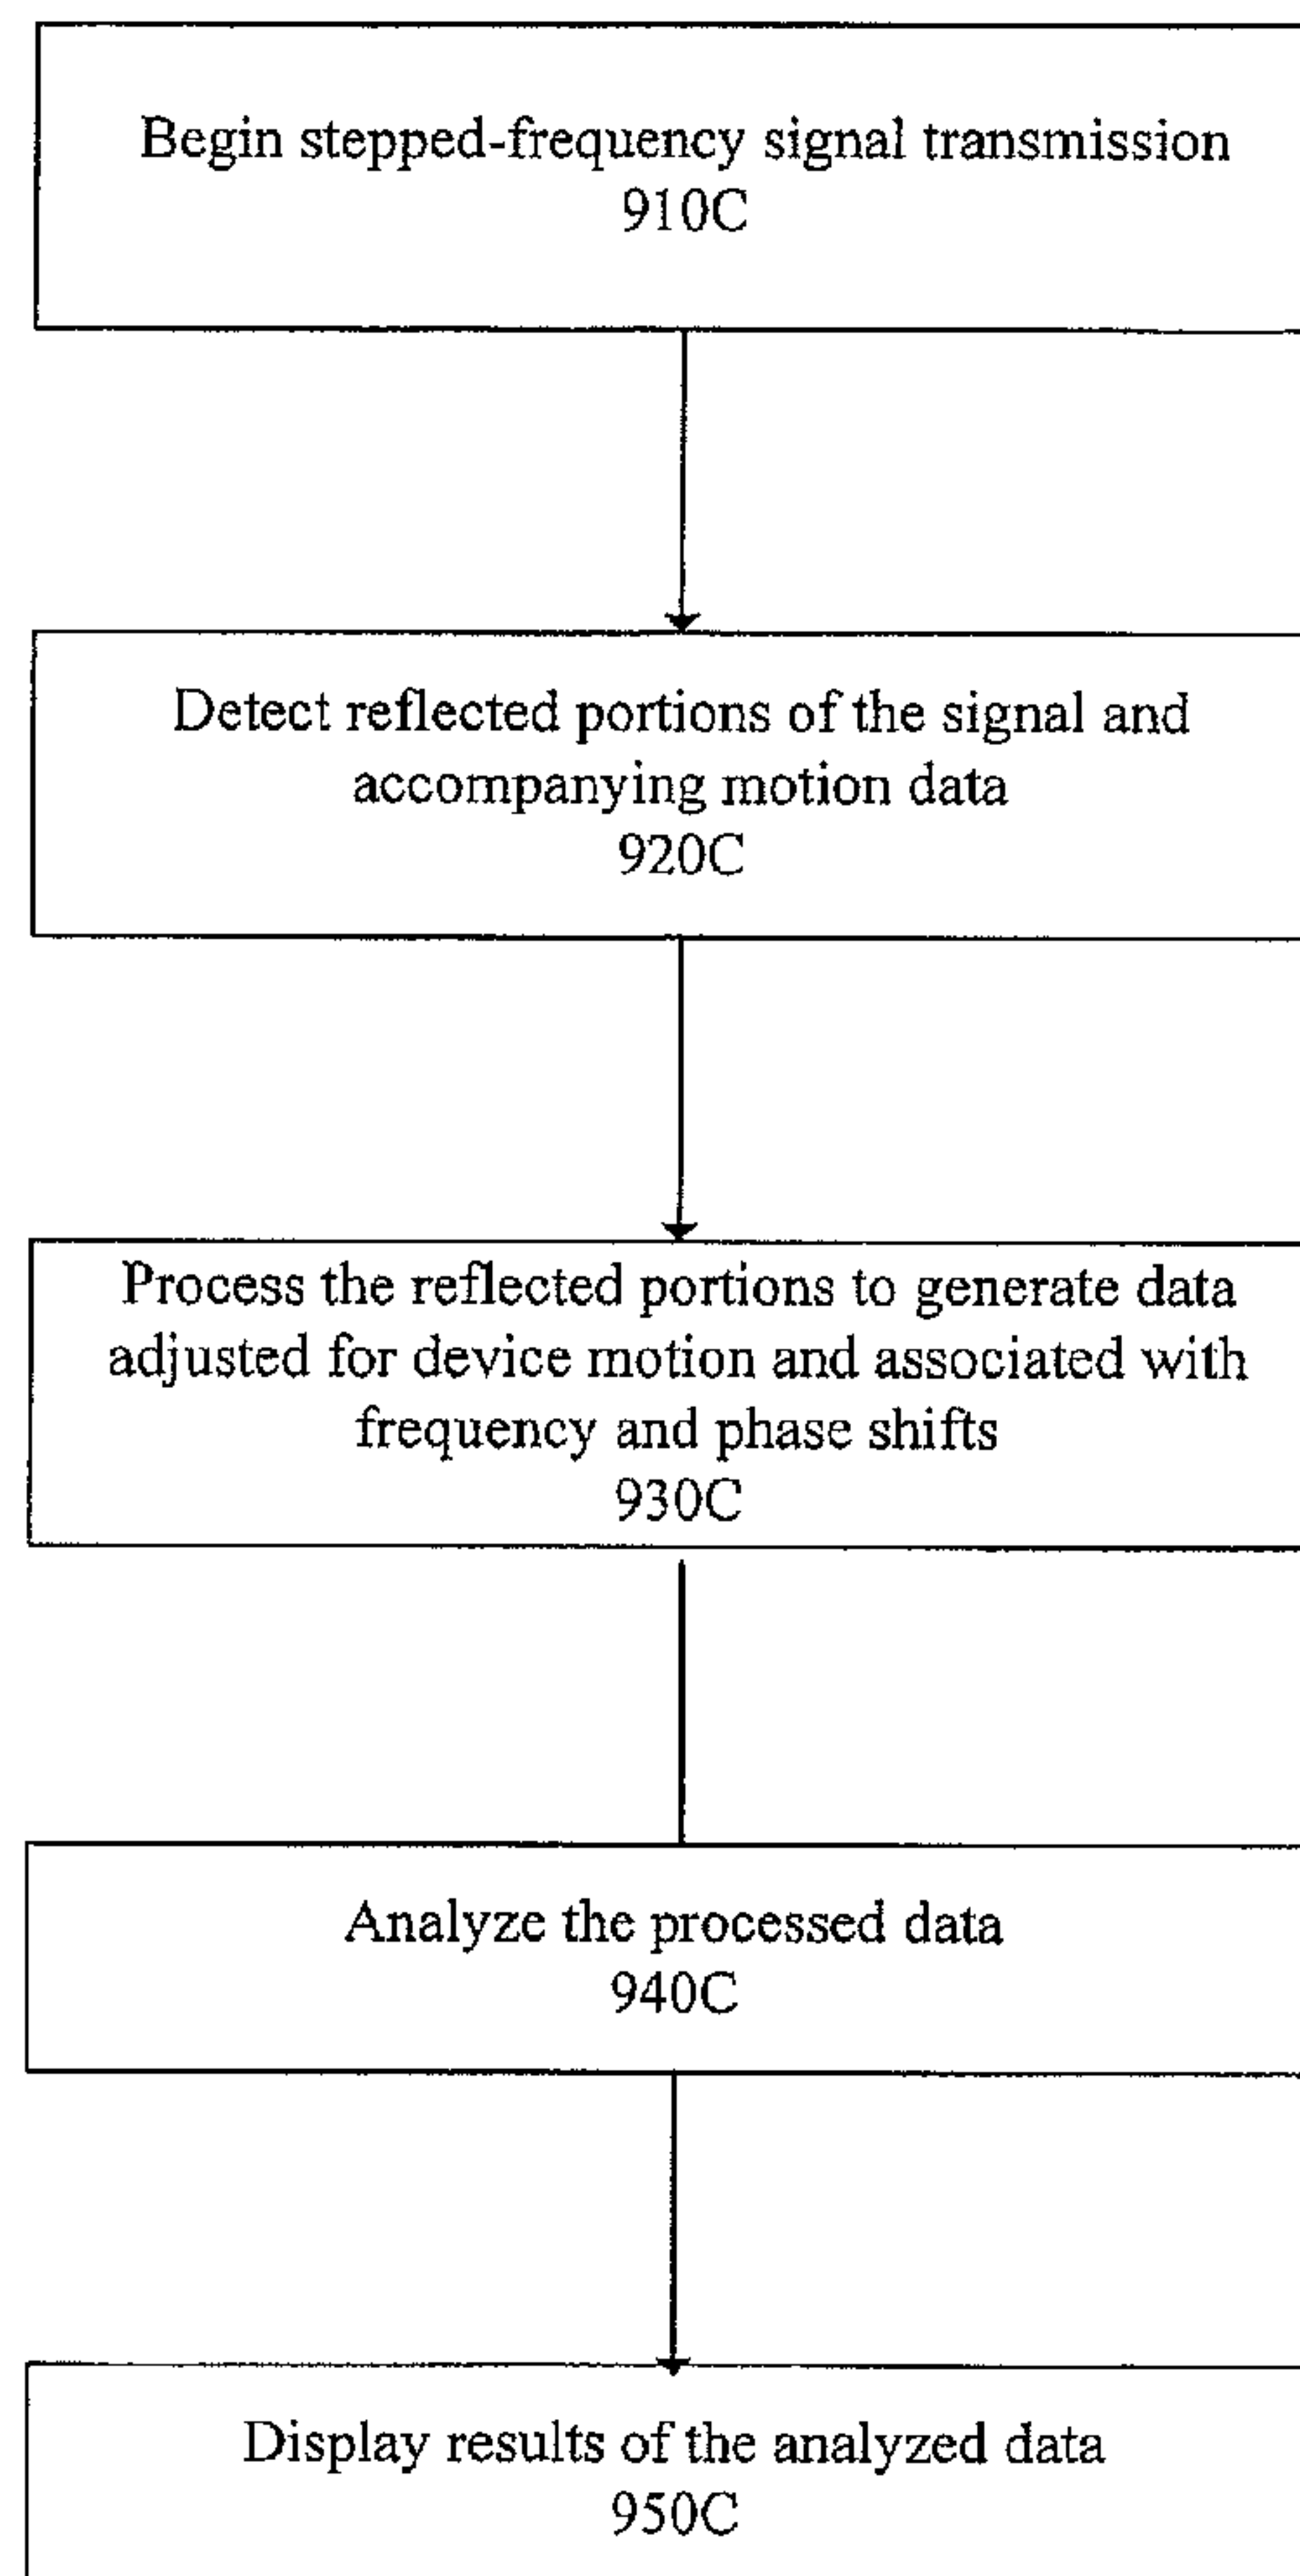 Begin stepped-frequency signal transmission
910C
Detect reflected portions of the signal and
accompanying motion data
920C
Process the reflected portions to generate data
adjusted for device motion and associated with
frequency and phase shifts
930C
Analyze the processed data
940C
Display results of the analyzed data
950C